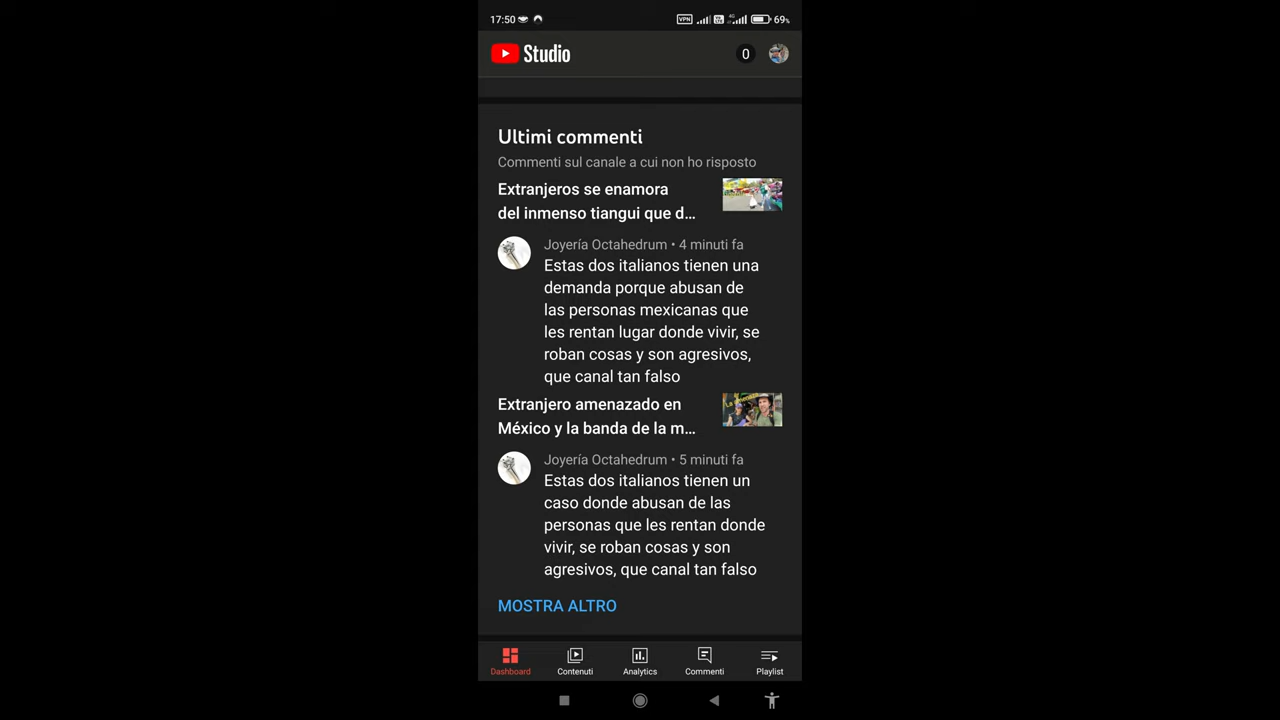 17:50 VPN 4G 69%
Studio 0
Ultimi commenti
Commenti sul canale a cui non ho risposto
Extranjeros se enamora
del inmenso tiangui que d...
Joyería Octahedrum • 4 minuti fa
Estas dos italianos tienen una
demanda porque abusan de
las personas mexicanas que
les rentan lugar donde vivir, se
roban cosas y son agresivos,
que canal tan falso
Extranjero amenazado en
México y la banda de la m...
Joyería Octahedrum • 5 minuti fa
Estas dos italianos tienen un
caso donde abusan de las
personas que les rentan donde
vivir, se roban cosas y son
agresivos, que canal tan falso
MOSTRA ALTRO
Dashboard Contenuti Analytics Commenti Playlist